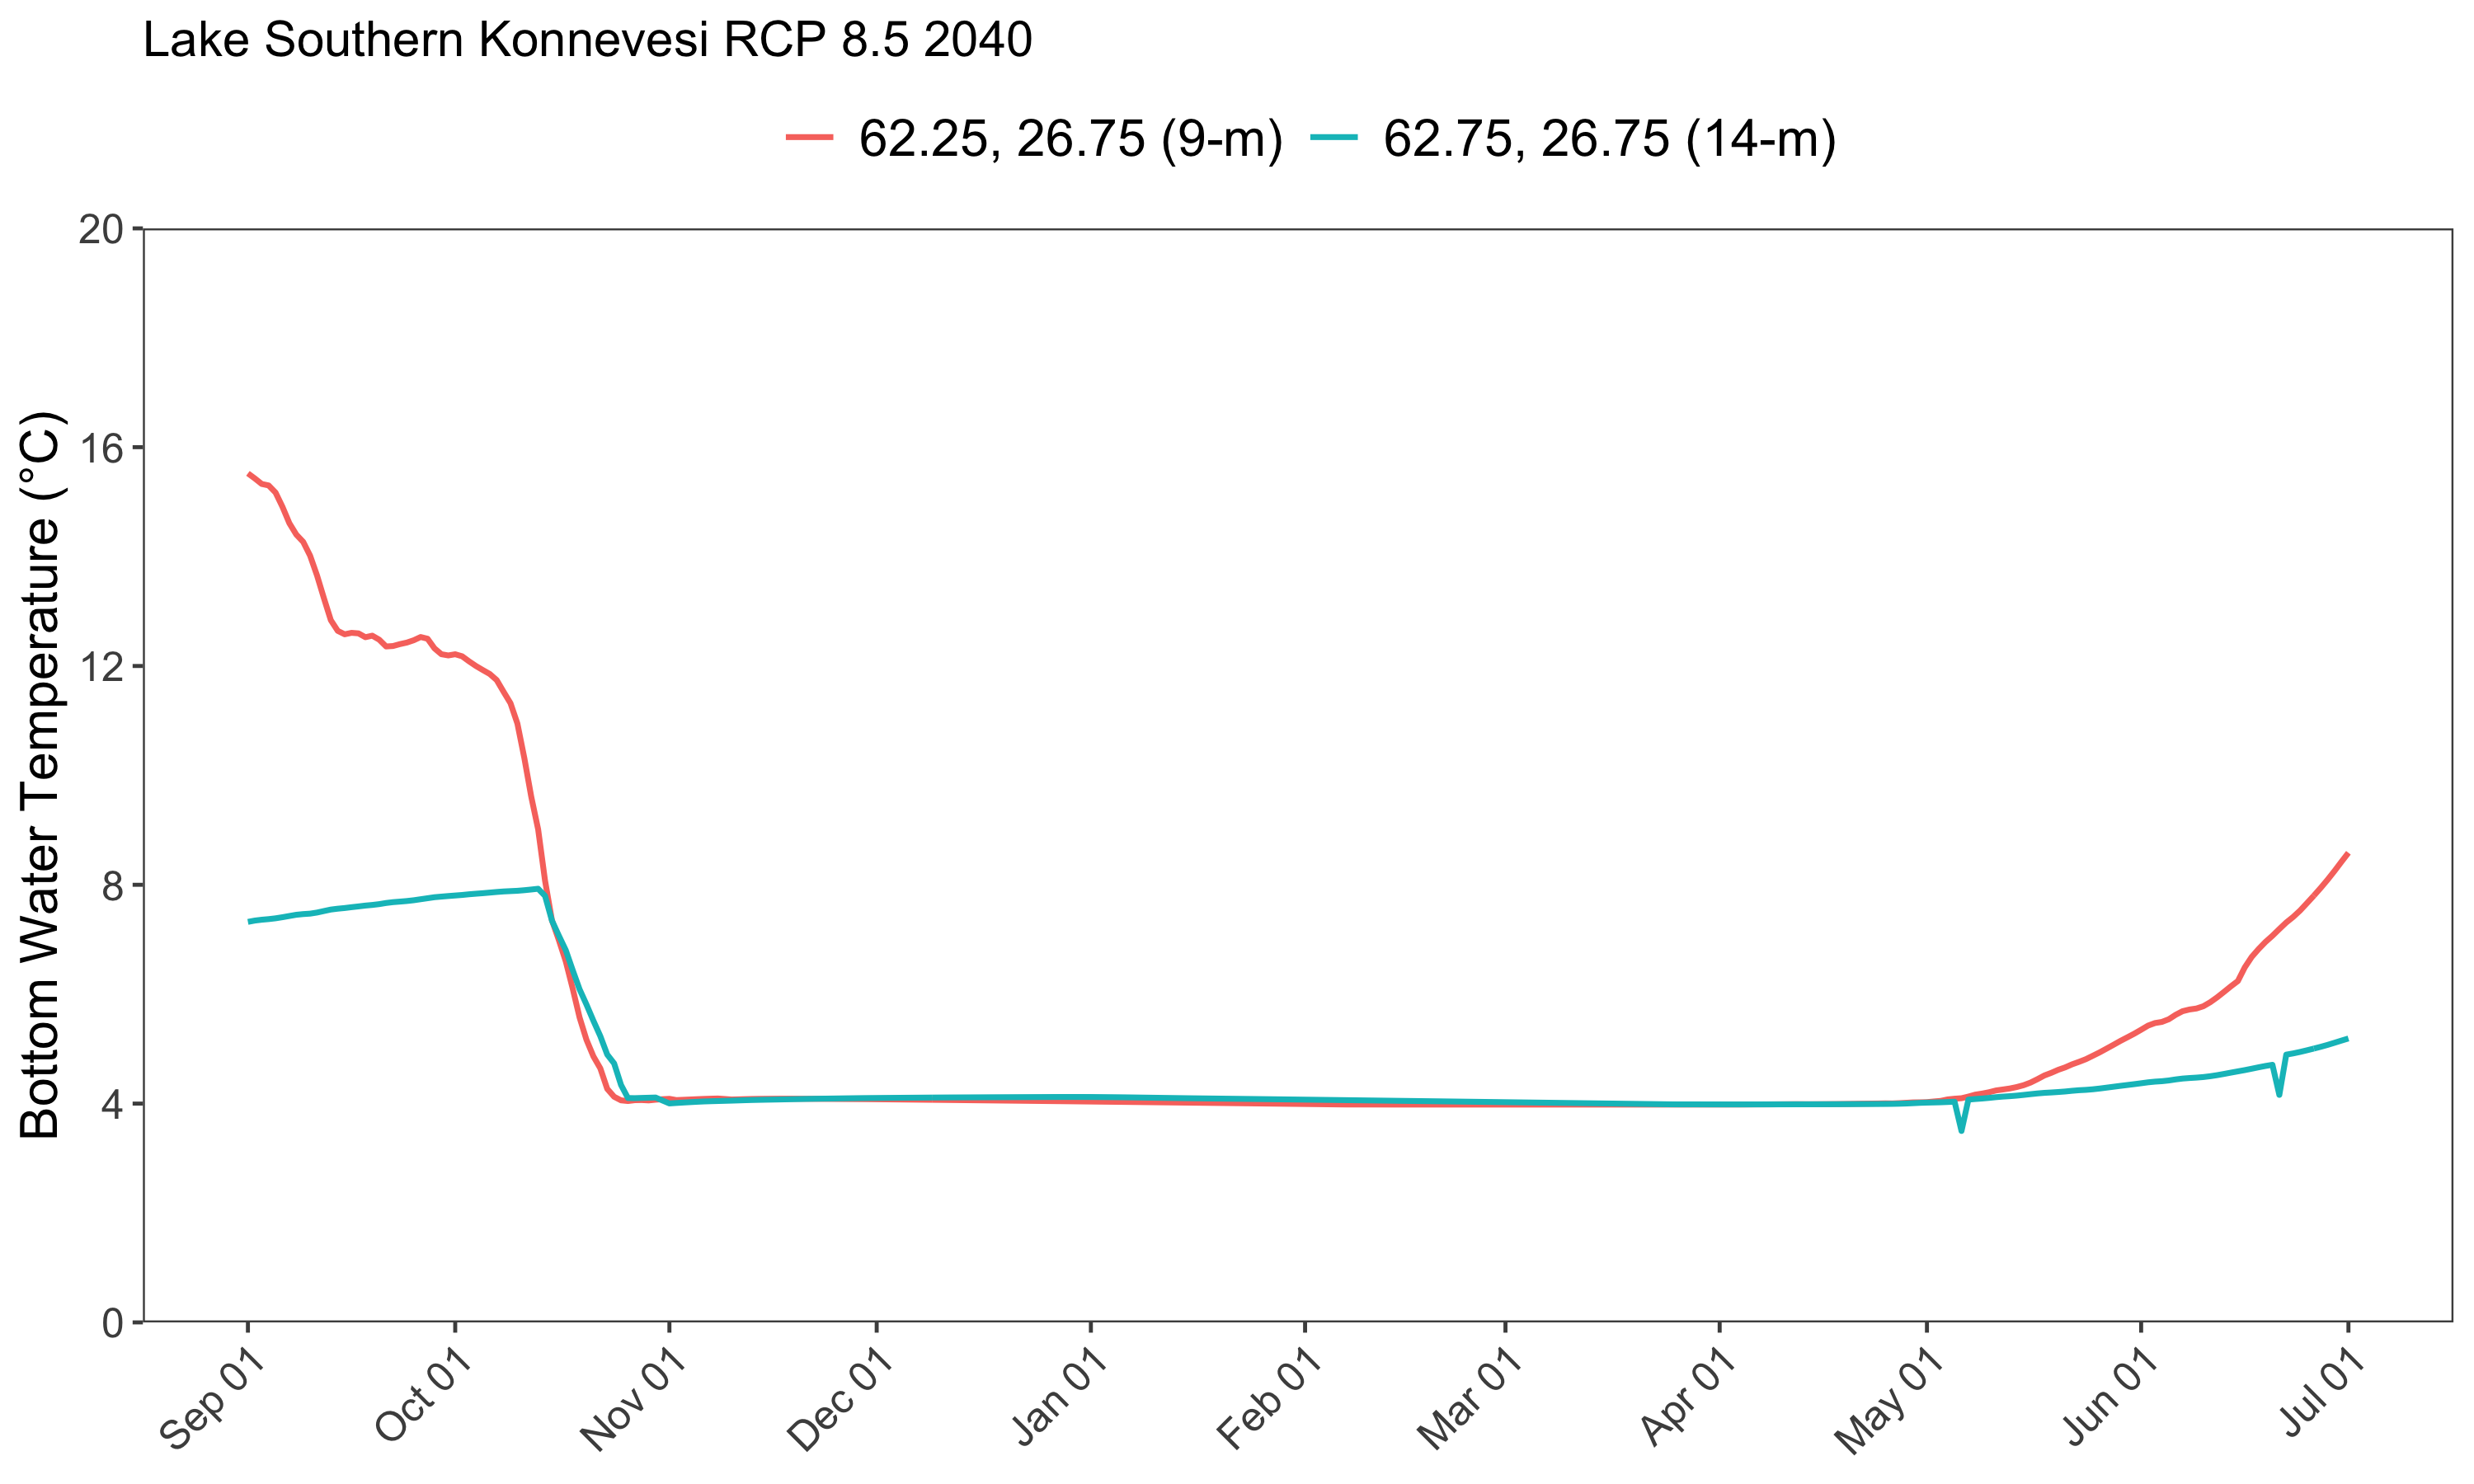 Lake Southern Konnevesi RCP 8.5 2040
62.25, 26.75 (9-m) 62.75, 26.75 (14-m)
Bottom Water Temperature (°C)
20
16
12
8
4
0
Sep 01 Oct 01 Nov 01 Dec 01 Jan 01 Feb 01 Mar 01 Apr 01 May 01 Jun 01 Jul 01